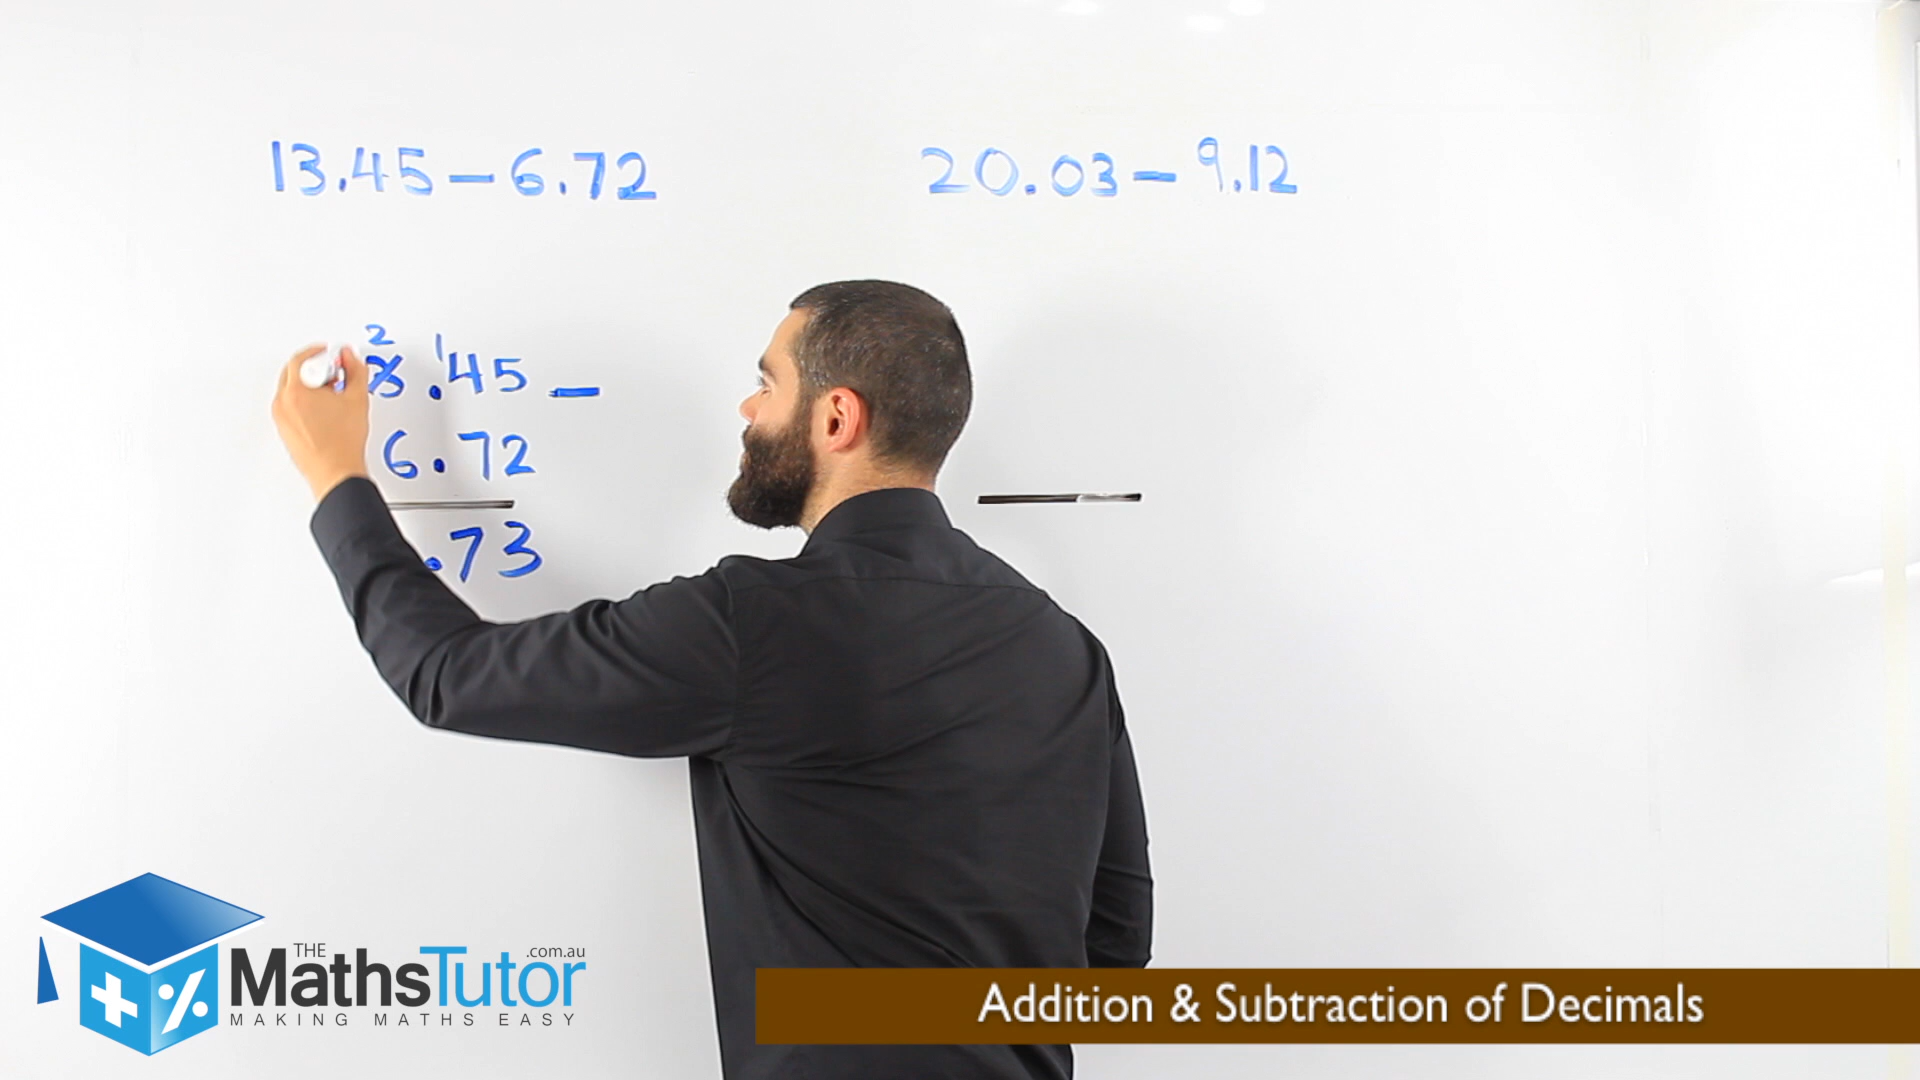 13.45 - 6.72
20.03 - 9.12
2 1
3.45 -
6.72
.73
THE MathsTutor .com.au
MAKING MATHS EASY
Addition & Subtraction of Decimals